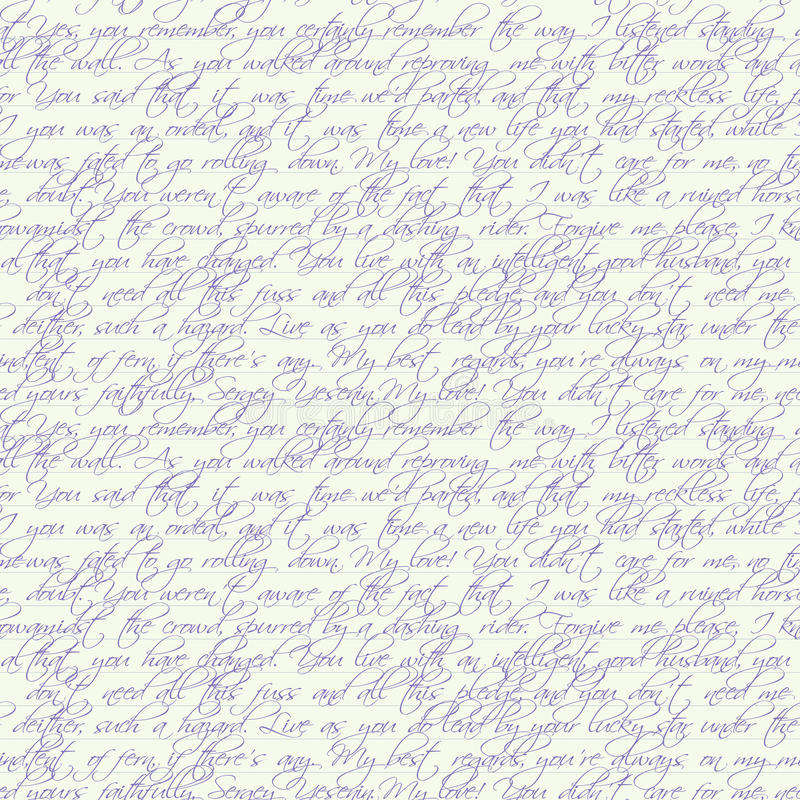 at Yes, you remember, you certainly remember the way I listened standing a
all the wall. As you walked around reproving me with bitter words and a
for You said that it was time we'd parted, and that my reckless life, f
I you was an ordeal, and it was time a new life you had started, while I
mewas fated to go rolling down. My love! You didn't care for me, no tin
e, doubt. You weren't aware of the fact that I was like a ruined horse
owamidst the crowd, spurred by a dashing rider. Forgive me please, I kn
al that you have changed. You live with an intelligent, good husband, you
don't need all this fuss and all this pledge, and you don't need me
deither, such a hazard. Live as you do lead by your lucky star under the
ind,tent of fern, if there's any. My best regards, you're always on my m
ed yours faithfully, Sergey Yesenin.My love! You didn't care for me, nee
at Yes, you remember, you certainly remember the way I listened standing a
all the wall. As you walked around reproving me with bitter words and a
for You said that it was time we'd parted, and that my reckless life, f
I you was an ordeal, and it was time a new life you had started, while I
mewas fated to go rolling down. My love! You didn't care for me, no tin
e, doubt. You weren't aware of the fact that I was like a ruined horse
owamidst the crowd, spurred by a dashing rider. Forgive me please, I kn
al that you have changed. You live with an intelligent, good husband, you
don't need all this fuss and all this pledge, and you don't need me
deither, such a hazard. Live as you do lead by your lucky star under the
ind,tent of fern, if there's any. My best regards, you're always on my m
ed yours faithfully, Sergey Yesenin.My love! You didn't care for me, nee
dreamstime